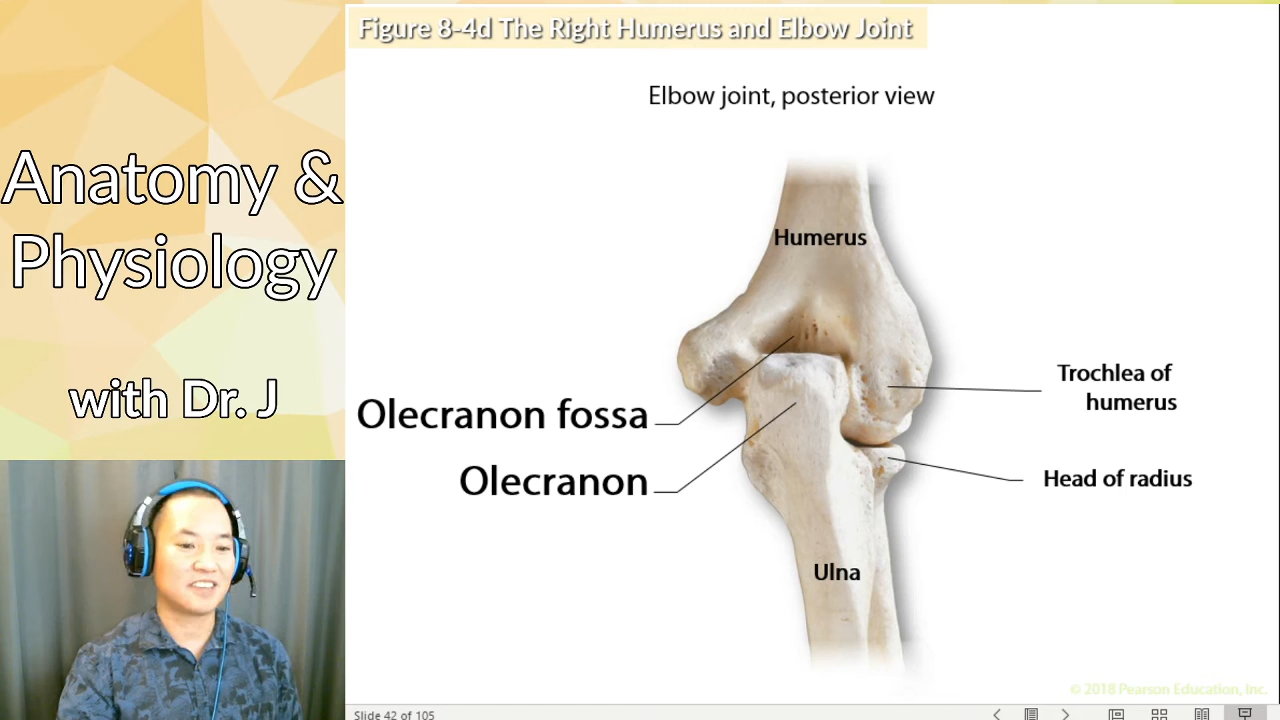 Anatomy &
Physiology
with Dr. J
Figure 8-4d The Right Humerus and Elbow Joint
Elbow joint, posterior view
Humerus
Olecranon fossa
Olecranon
Trochlea of
humerus
Head of radius
Ulna
© 2018 Pearson Education, Inc.
Slide 42 of 105